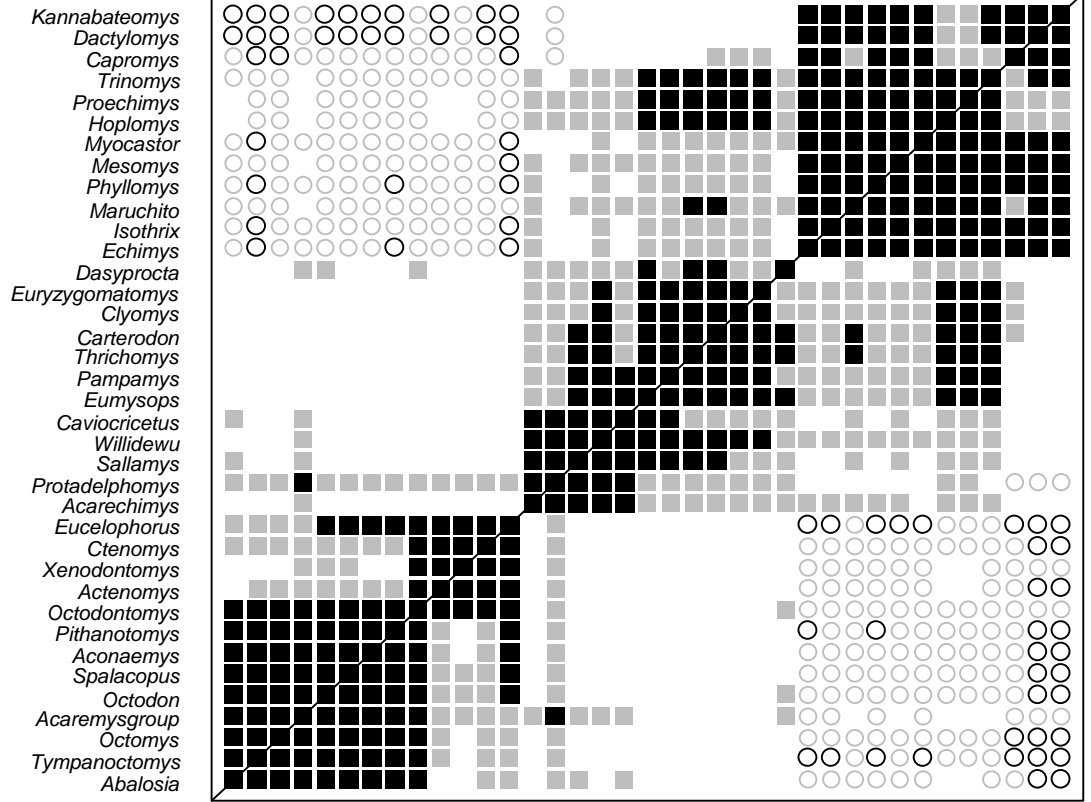 Kannabateomys
Dactylomys
Capromys
Trinomys
Proechimys
Hoplomys
Myocastor
Mesomys
Phyllomys
Maruchito
Isothrix
Echimys
Dasyprocta
Euryzygomatomys
Clyomys
Carterodon
Thrichomys
Pampamys
Eumysops
Caviocricetus
Willidewu
Sallamys
Protadelphomys
Acarechimys
Eucelophorus
Ctenomys
Xenodontomys
Actenomys
Octodontomys
Pithanotomys
Aconaemys
Spalacopus
Octodon
Acaremysgroup
Octomys
Tympanoctomys
Abalosia